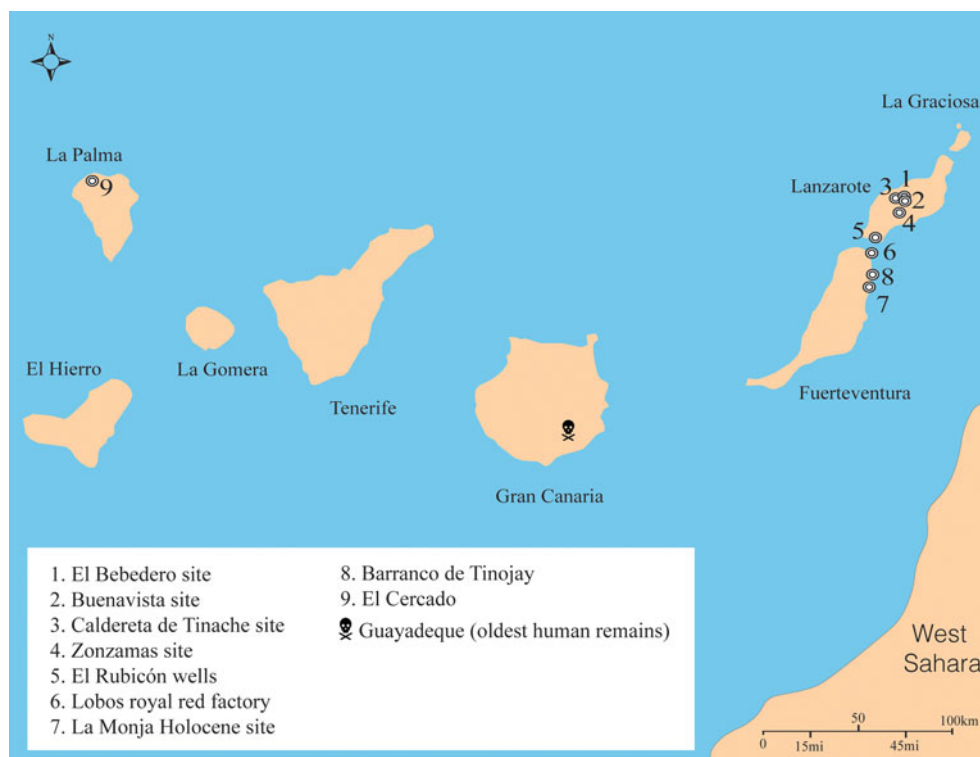 N
La Graciosa
La Palma
9
Lanzarote
3
1
2
4
5
6
8
7
El Hierro
La Gomera
Tenerife
Fuerteventura
Gran Canaria
1. El Bebedero site
2. Buenavista site
3. Caldereta de Tinache site
4. Zonzamas site
5. El Rubicón wells
6. Lobos royal red factory
7. La Monja Holocene site
8. Barranco de Tinojay
9. El Cercado
Guayadeque (oldest human remains)
West
Sahara
50
100km
0
15mi
45mi